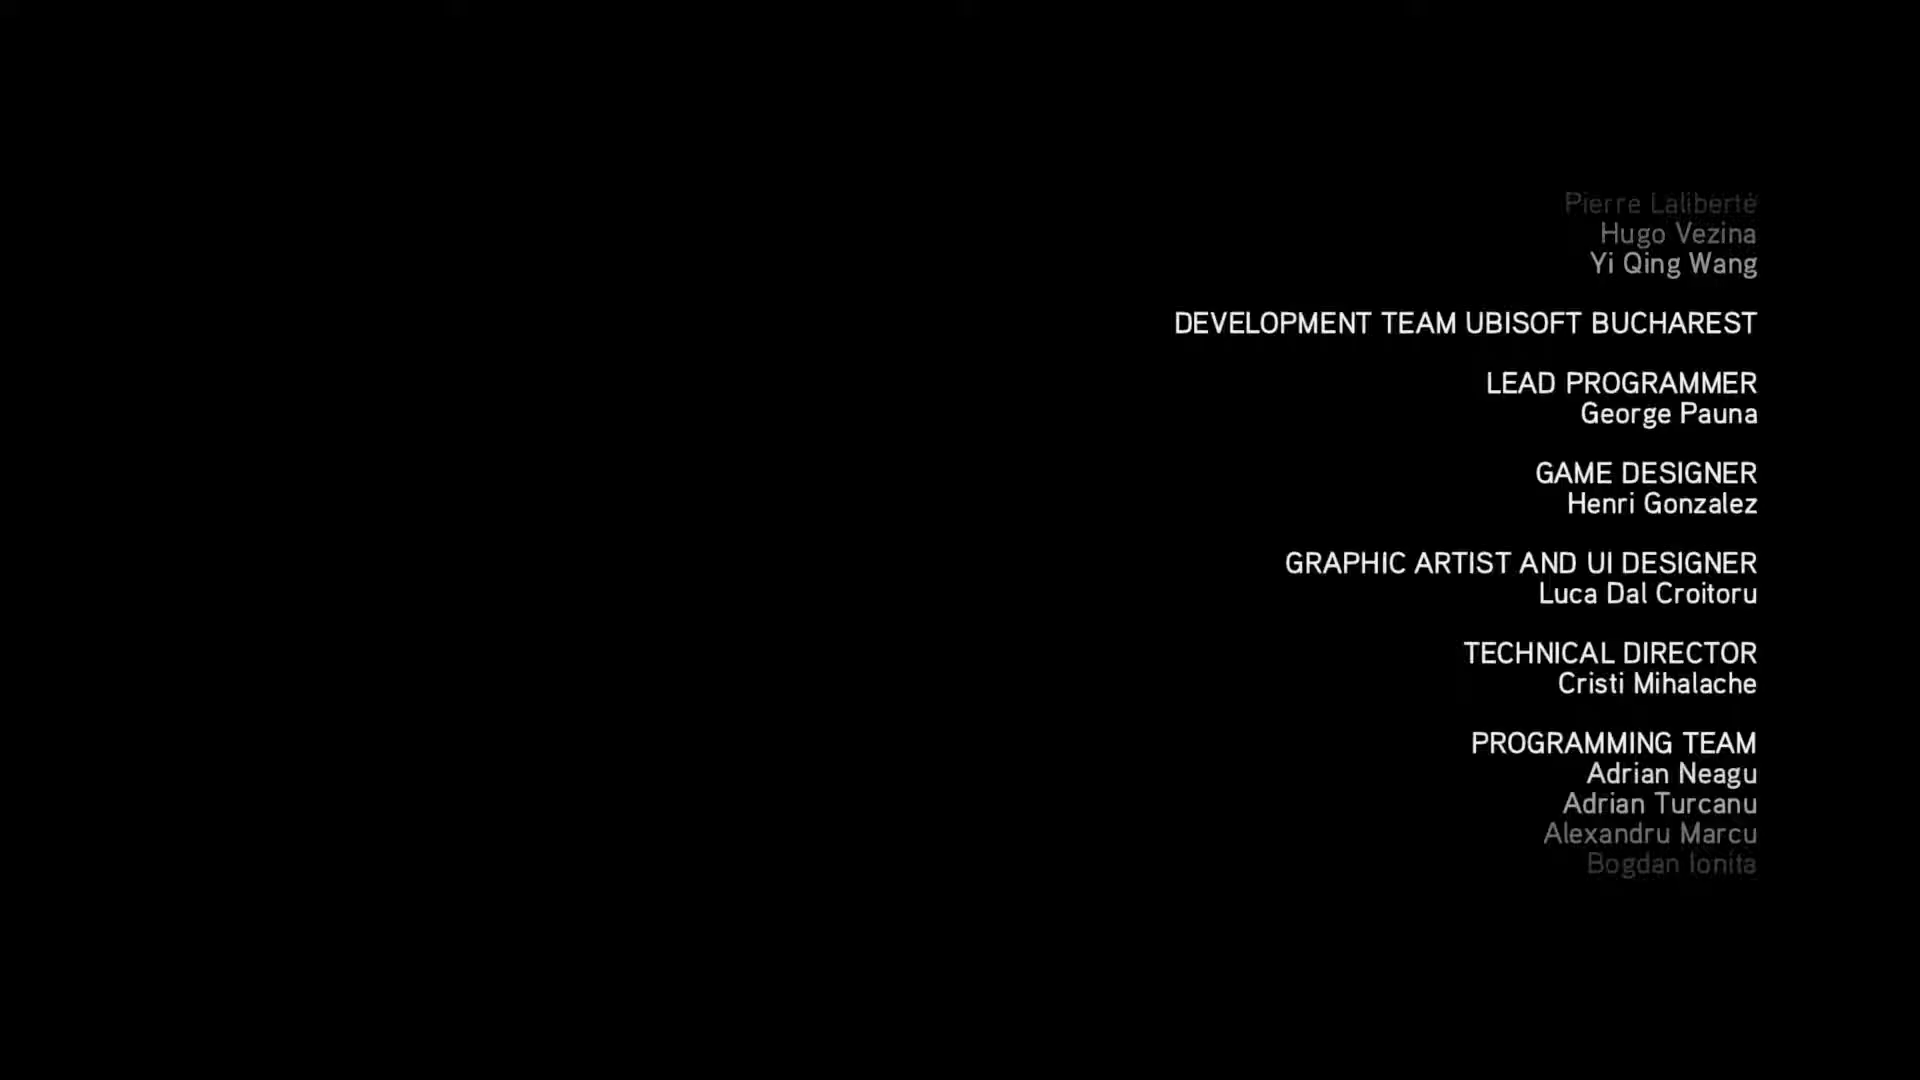 Pierre Laliberté
Hugo Vezina
Yi Qing Wang
DEVELOPMENT TEAM UBISOFT BUCHAREST
LEAD PROGRAMMER
George Pauna
GAME DESIGNER
Henri Gonzalez
GRAPHIC ARTIST AND UI DESIGNER
Luca Dal Croitoru
TECHNICAL DIRECTOR
Cristi Mihalache
PROGRAMMING TEAM
Adrian Neagu
Adrian Turcanu
Alexandru Marcu
Bogdan Ionita